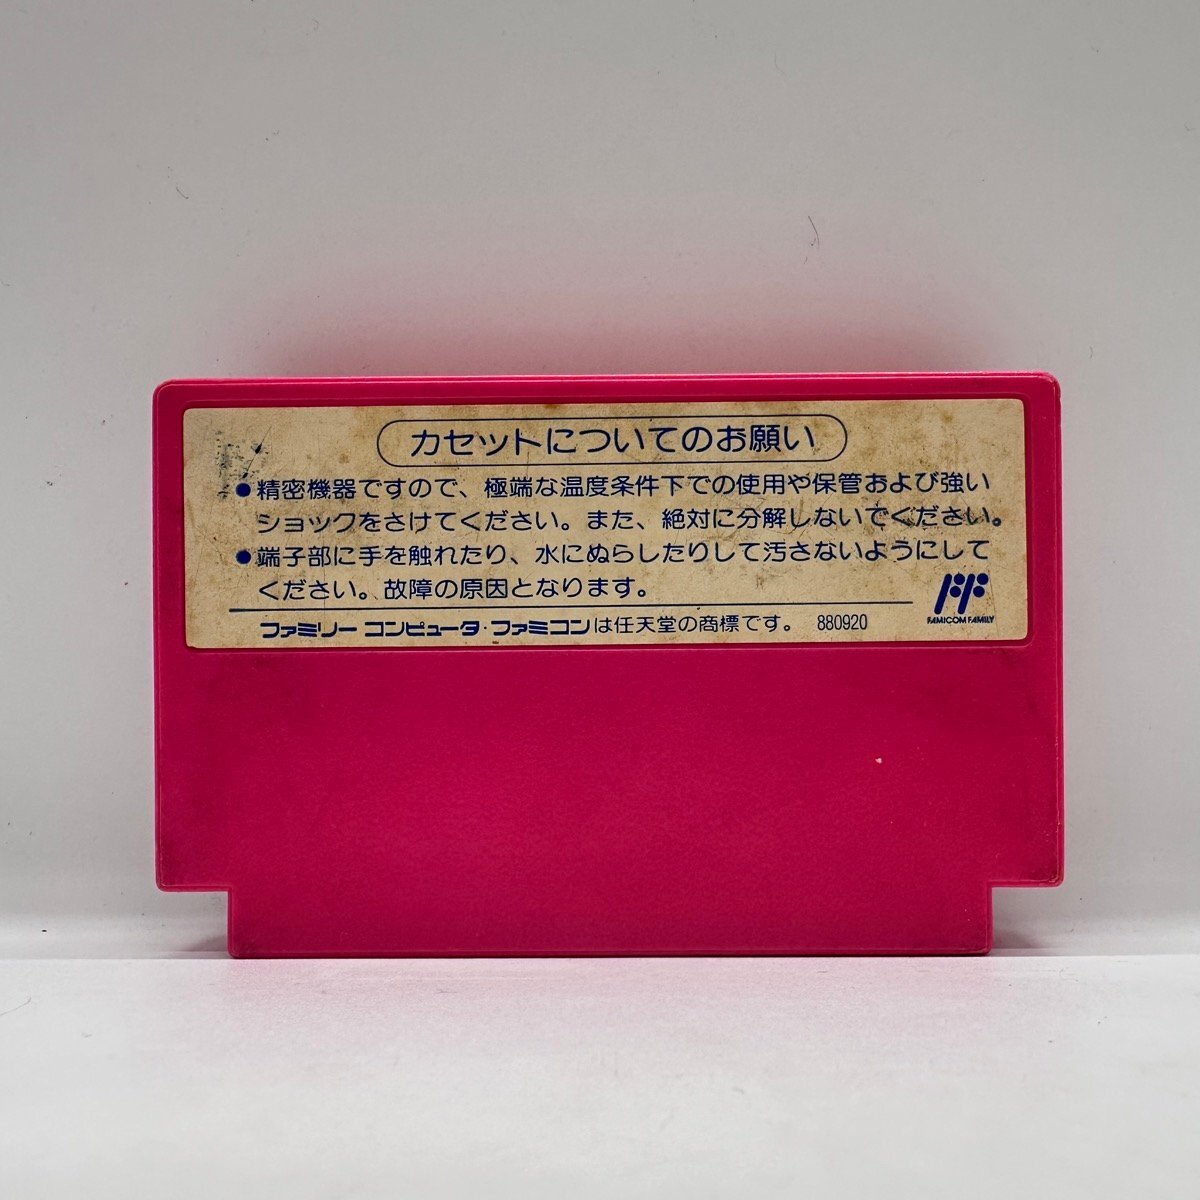 カセットについてのお願い
●精密機器ですので、極端な温度条件下での使用や保管および強い
ショックをさけてください。また、絶対に分解しないでください。
●端子部に手を触れたり、水にぬらしたりして汚さないようにして
ください。故障の原因となります。
ファミリーコンピュータ・ファミコンは任天堂の商標です。 880920
FAMICOM FAMILY